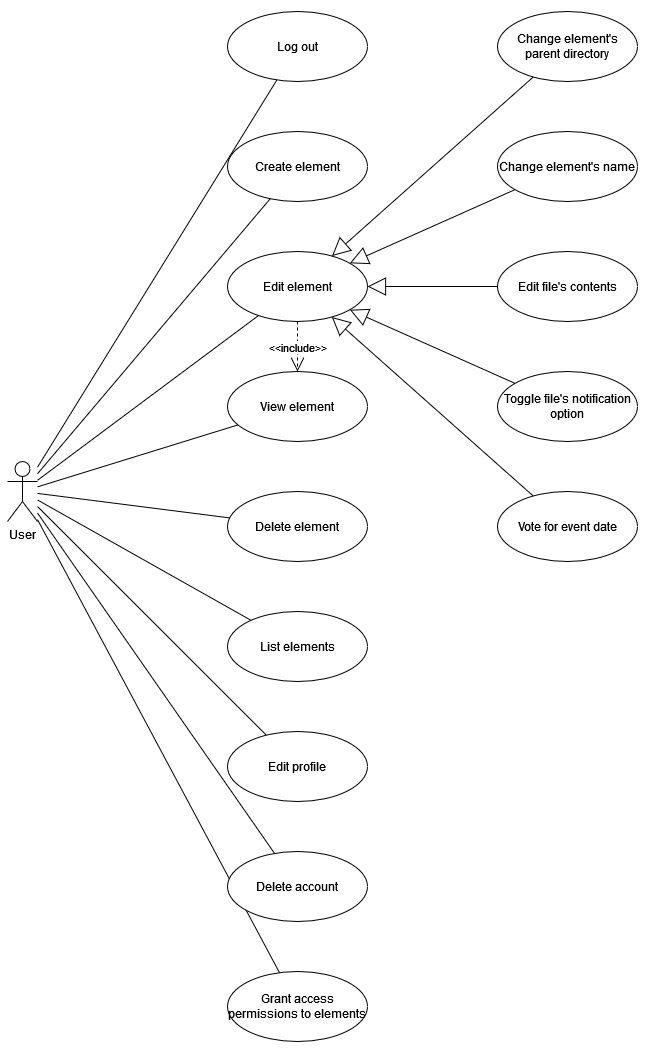 Log out
Change element's
parent directory
Create element
Change element's name
Edit element
Edit file's contents
<<include>>
View element
Toggle file's notification
option
User
Delete element
Vote for event date
List elements
Edit profile
Delete account
Grant access
permissions to elements